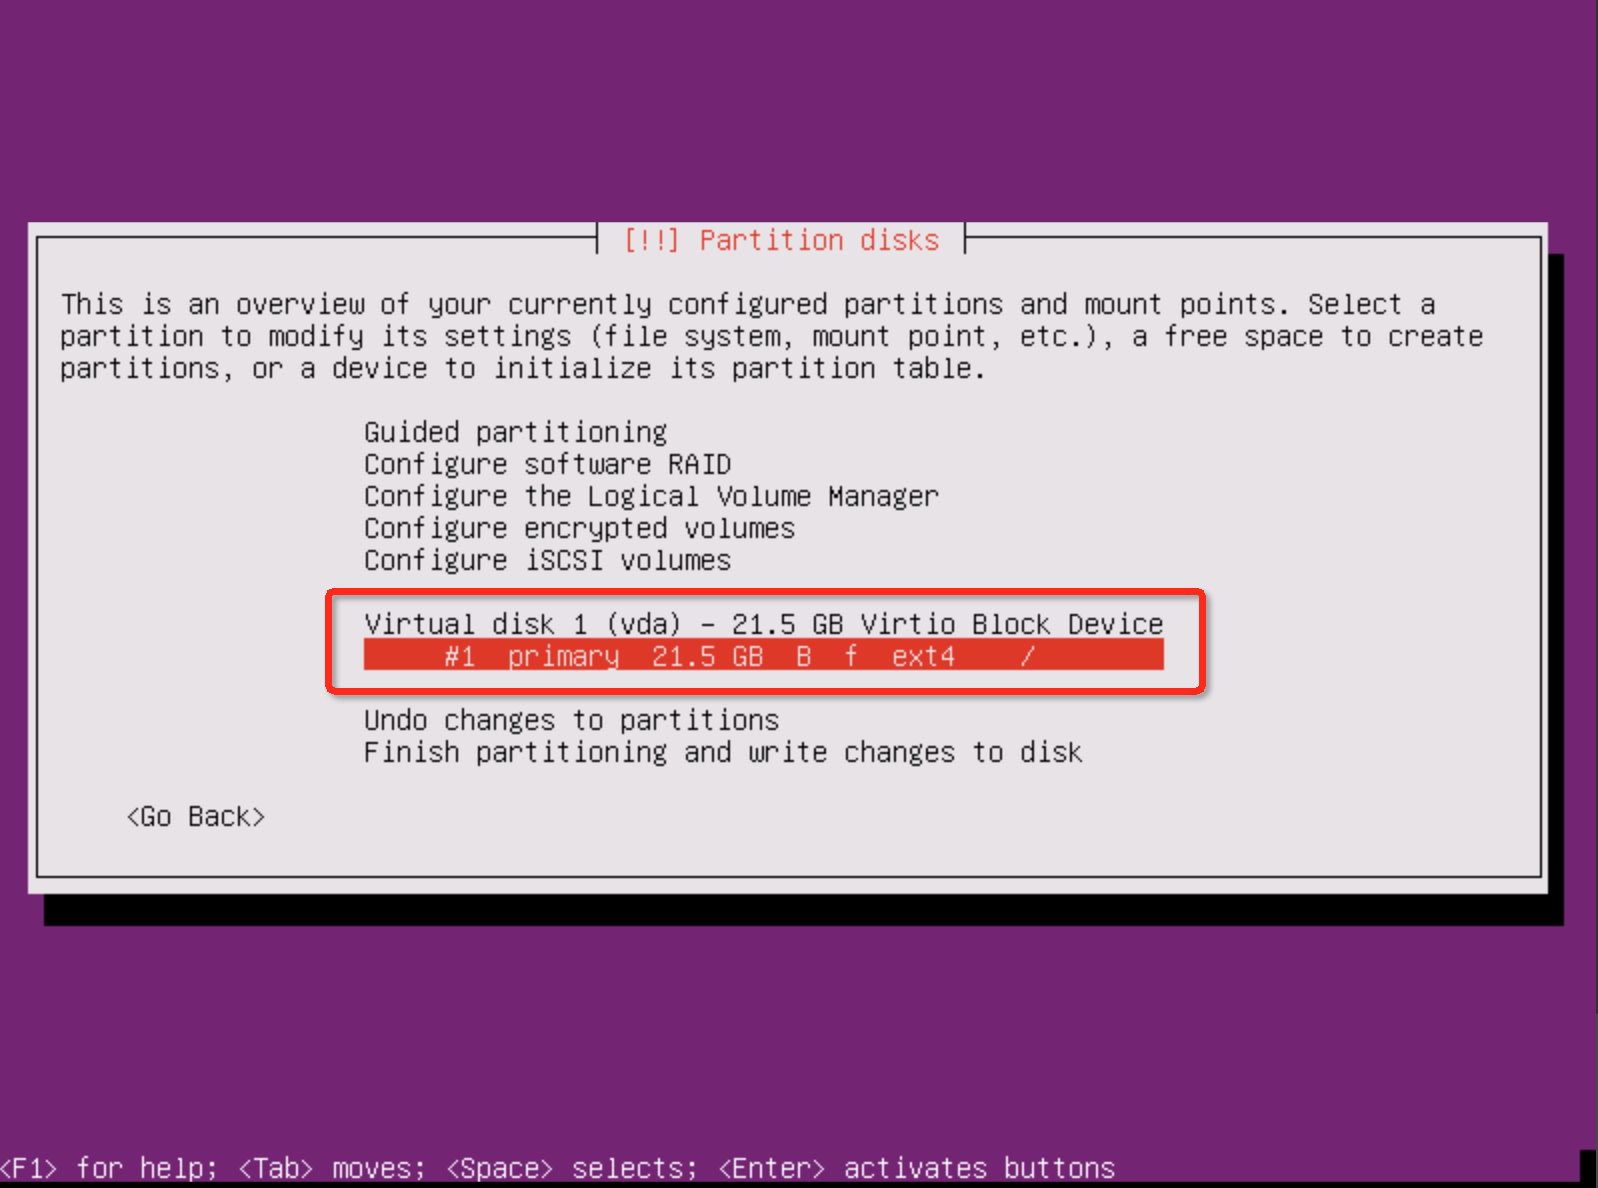 [!!] Partition disks
This is an overview of your currently configured partitions and mount points. Select a
partition to modify its settings (file system, mount point, etc.), a free space to create
partitions, or a device to initialize its partition table.
Guided partitioning
Configure software RAID
Configure the Logical Volume Manager
Configure encrypted volumes
Configure iSCSI volumes
Virtual disk 1 (vda) - 21.5 GB Virtio Block Device
#1 primary 21.5 GB B f ext4 /
Undo changes to partitions
Finish partitioning and write changes to disk
<Go Back>
<F1> for help; <Tab> moves; <Space> selects; <Enter> activates buttons